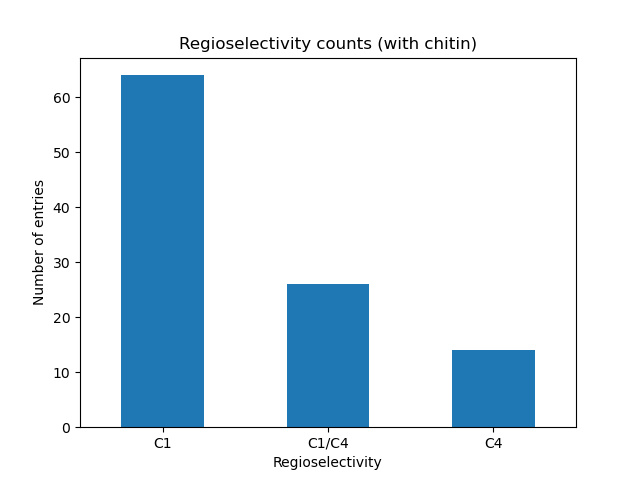 Regioselectivity counts (with chitin)
Number of entries
60
50
40
30
20
10
0
C1
C1/C4
C4
Regioselectivity